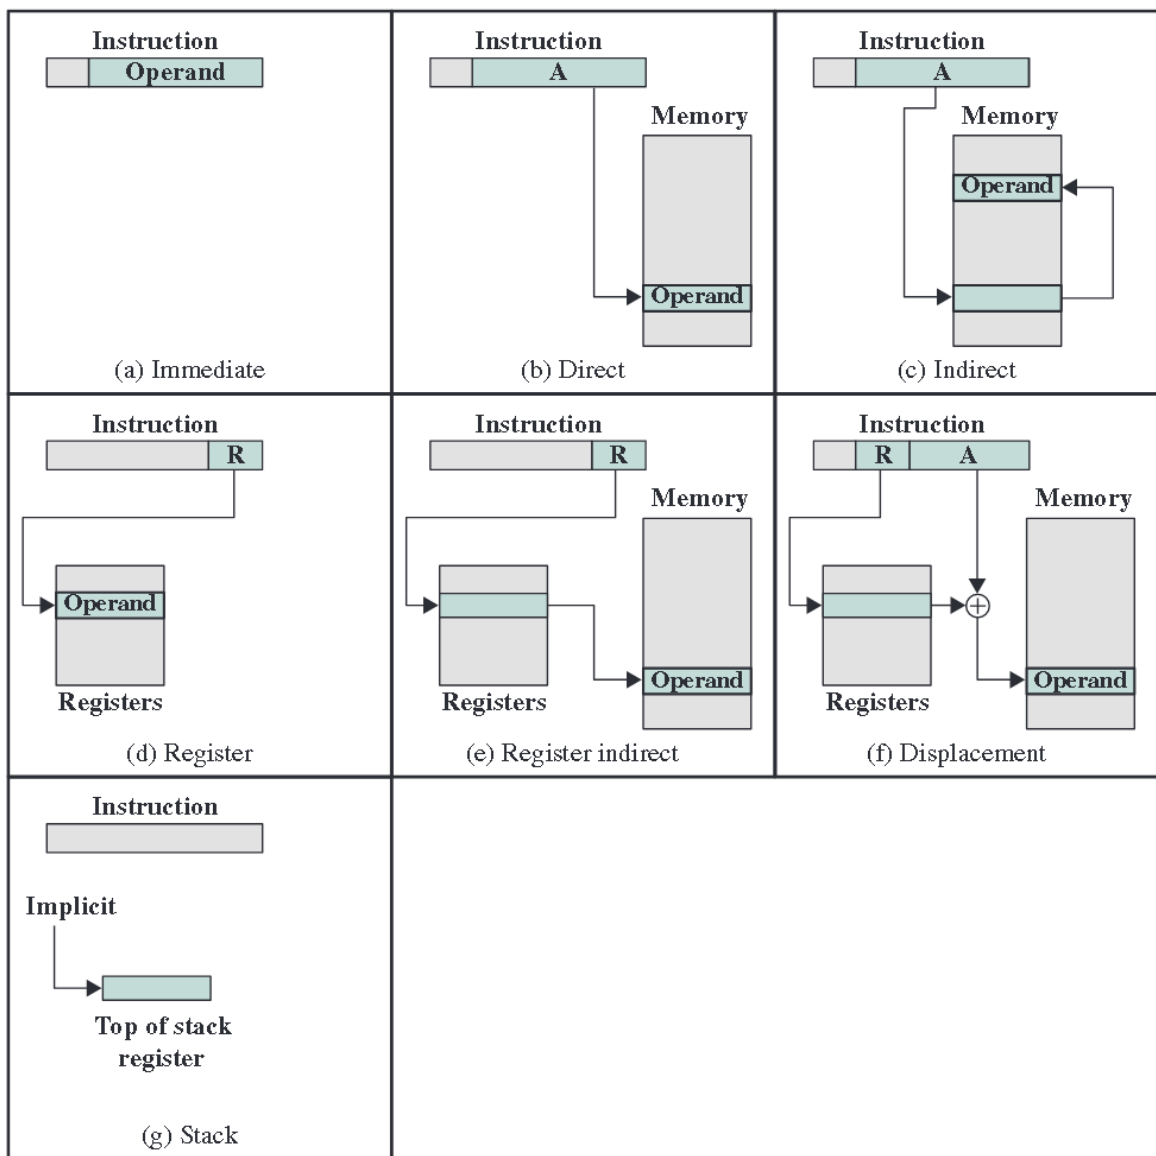 Instruction
Operand
(a) Immediate
Instruction
A
Memory
Operand
(b) Direct
Instruction
A
Memory
Operand
(c) Indirect
Instruction
R
Operand
Registers
(d) Register
Instruction
R
Memory
Operand
Registers
(e) Register indirect
Instruction
R A
Memory
Operand
Registers
(f) Displacement
Instruction
Implicit
Top of stack
register
(g) Stack